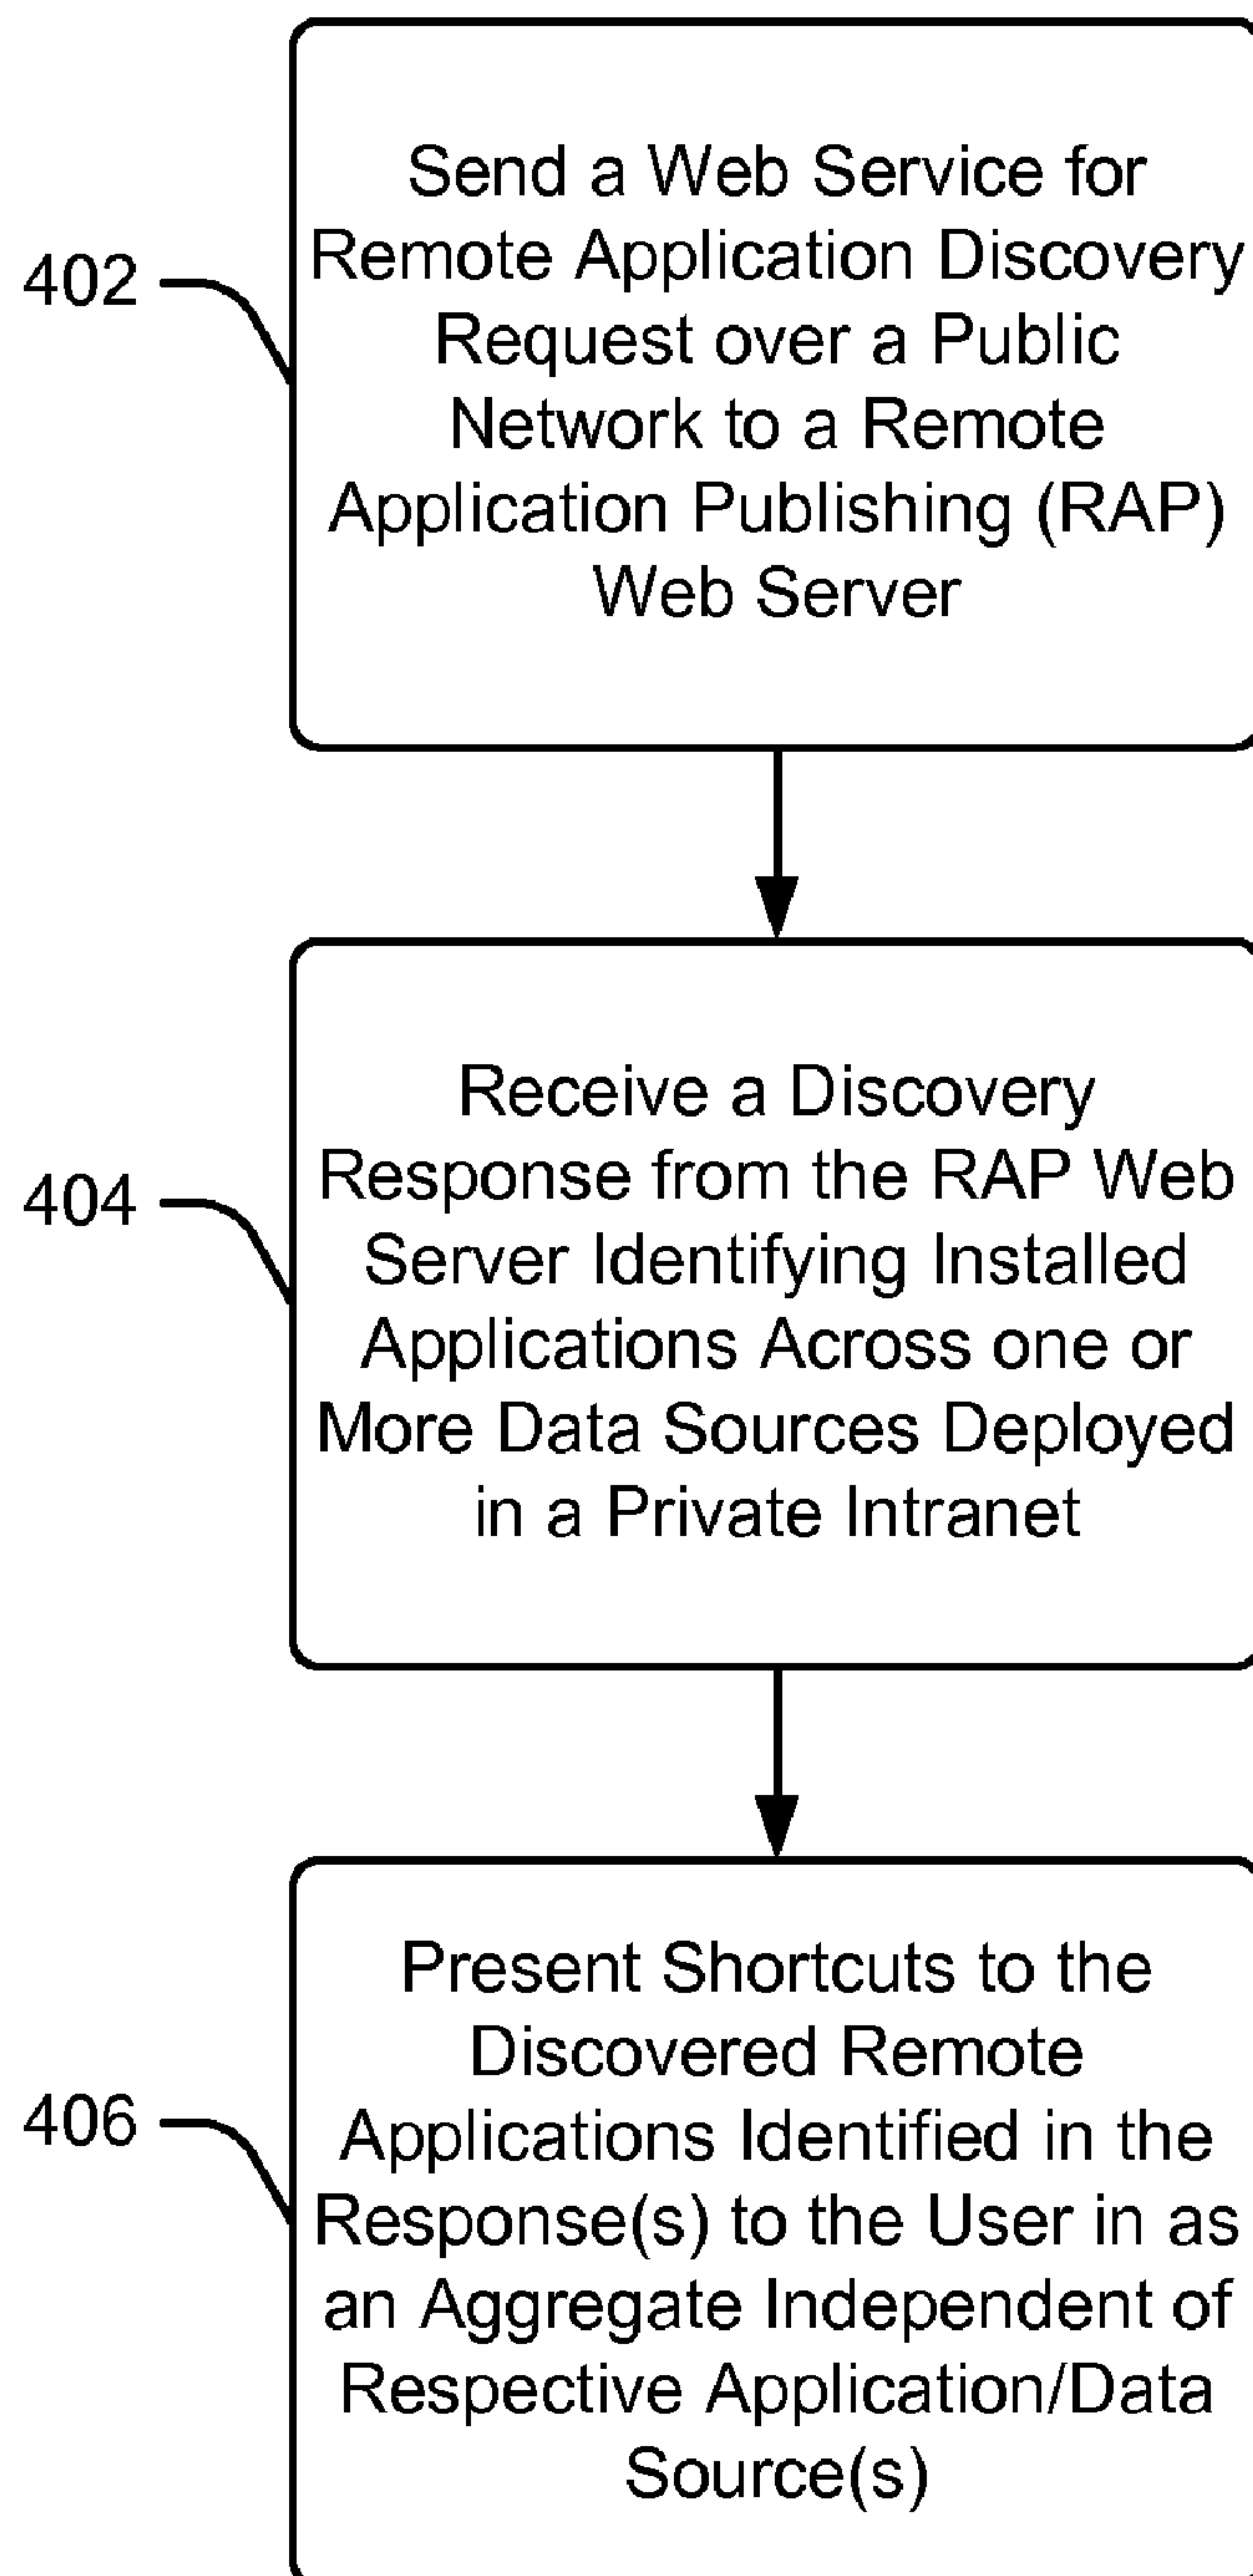 402
Send a Web Service for
Remote Application Discovery
Request over a Public
Network to a Remote
Application Publishing (RAP)
Web Server
404
Receive a Discovery
Response from the RAP Web
Server Identifying Installed
Applications Across one or
More Data Sources Deployed
in a Private Intranet
406
Present Shortcuts to the
Discovered Remote
Applications Identified in the
Response(s) to the User in as
an Aggregate Independent of
Respective Application/Data
Source(s)